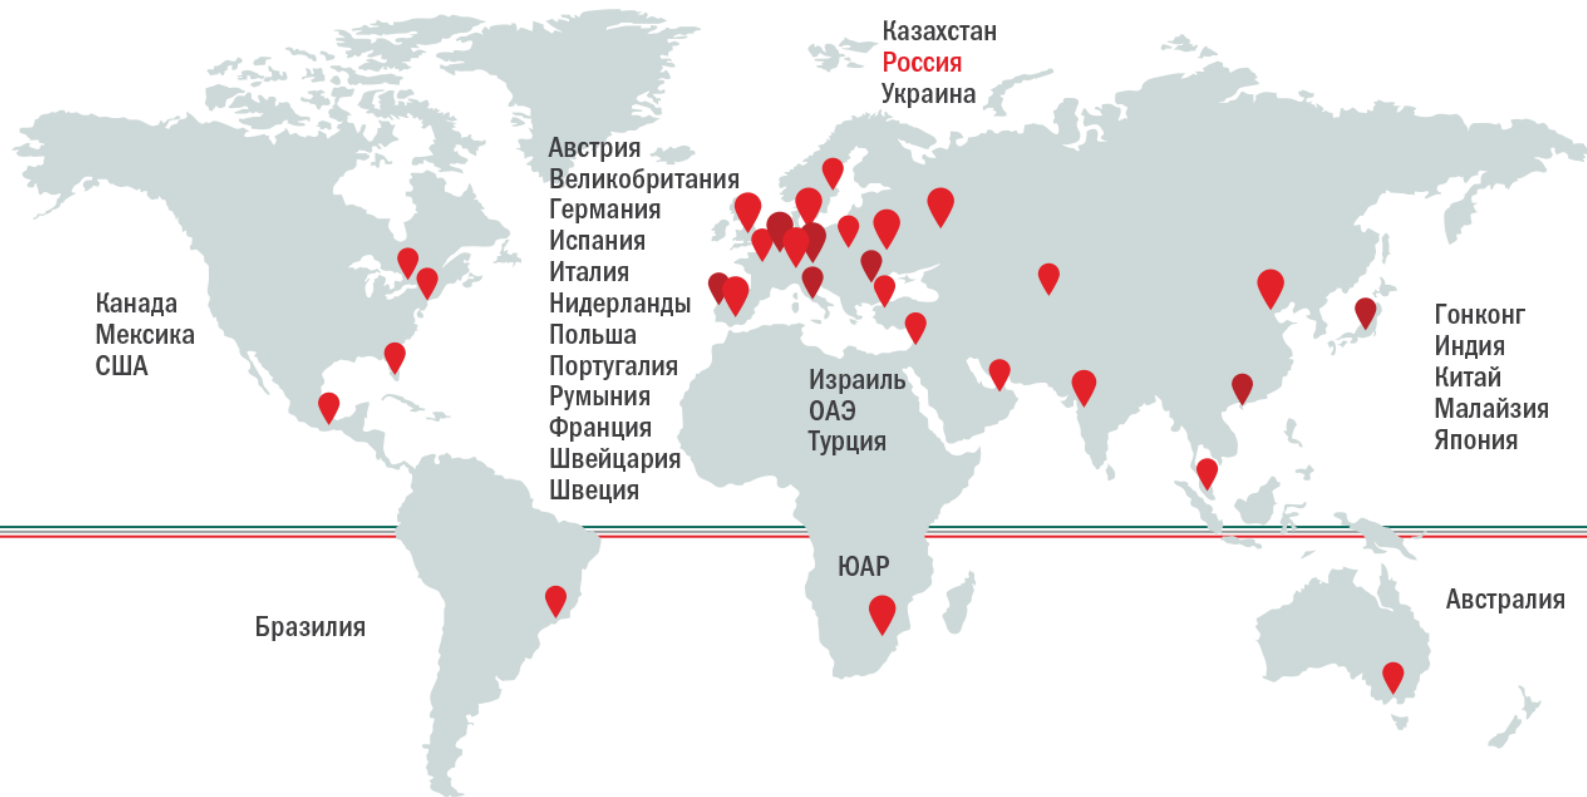 Казахстан
Россия
Украина
Австрия
Великобритания
Германия
Испания
Италия
Нидерланды
Польша
Португалия
Румыния
Франция
Швейцария
Швеция
Канада
Мексика
США
Израиль
ОАЭ
Турция
Гонконг
Индия
Китай
Малайзия
Япония
ЮАР
Бразилия
Австралия